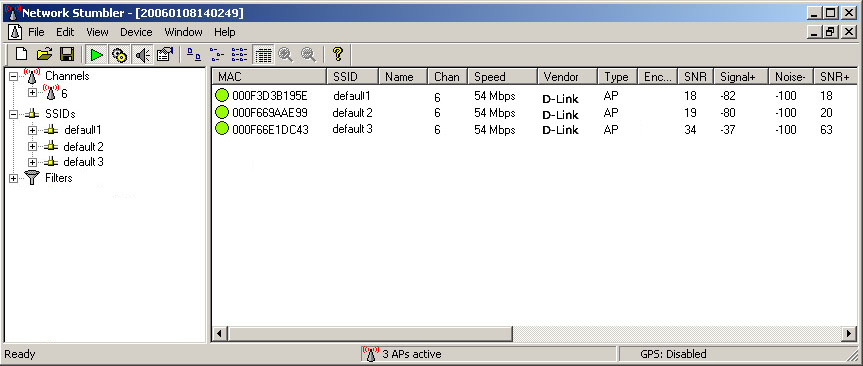 Network Stumbler - [20060108140249]
File Edit View Device Window Help
Channels
6
SSIDs
default1
default 2
default 3
Filters
MAC SSID Name Chan Speed Vendor Type Enc... SNR Signal+ Noise- SNR+
000F3D3B195E default1 6 54 Mbps D-Link AP 18 -82 -100 18
000F669AAE99 default 2 6 54 Mbps D-Link AP 19 -80 -100 20
000F66E1DC43 default 3 6 54 Mbps D-Link AP 34 -37 -100 63
Ready 3 APs active GPS: Disabled